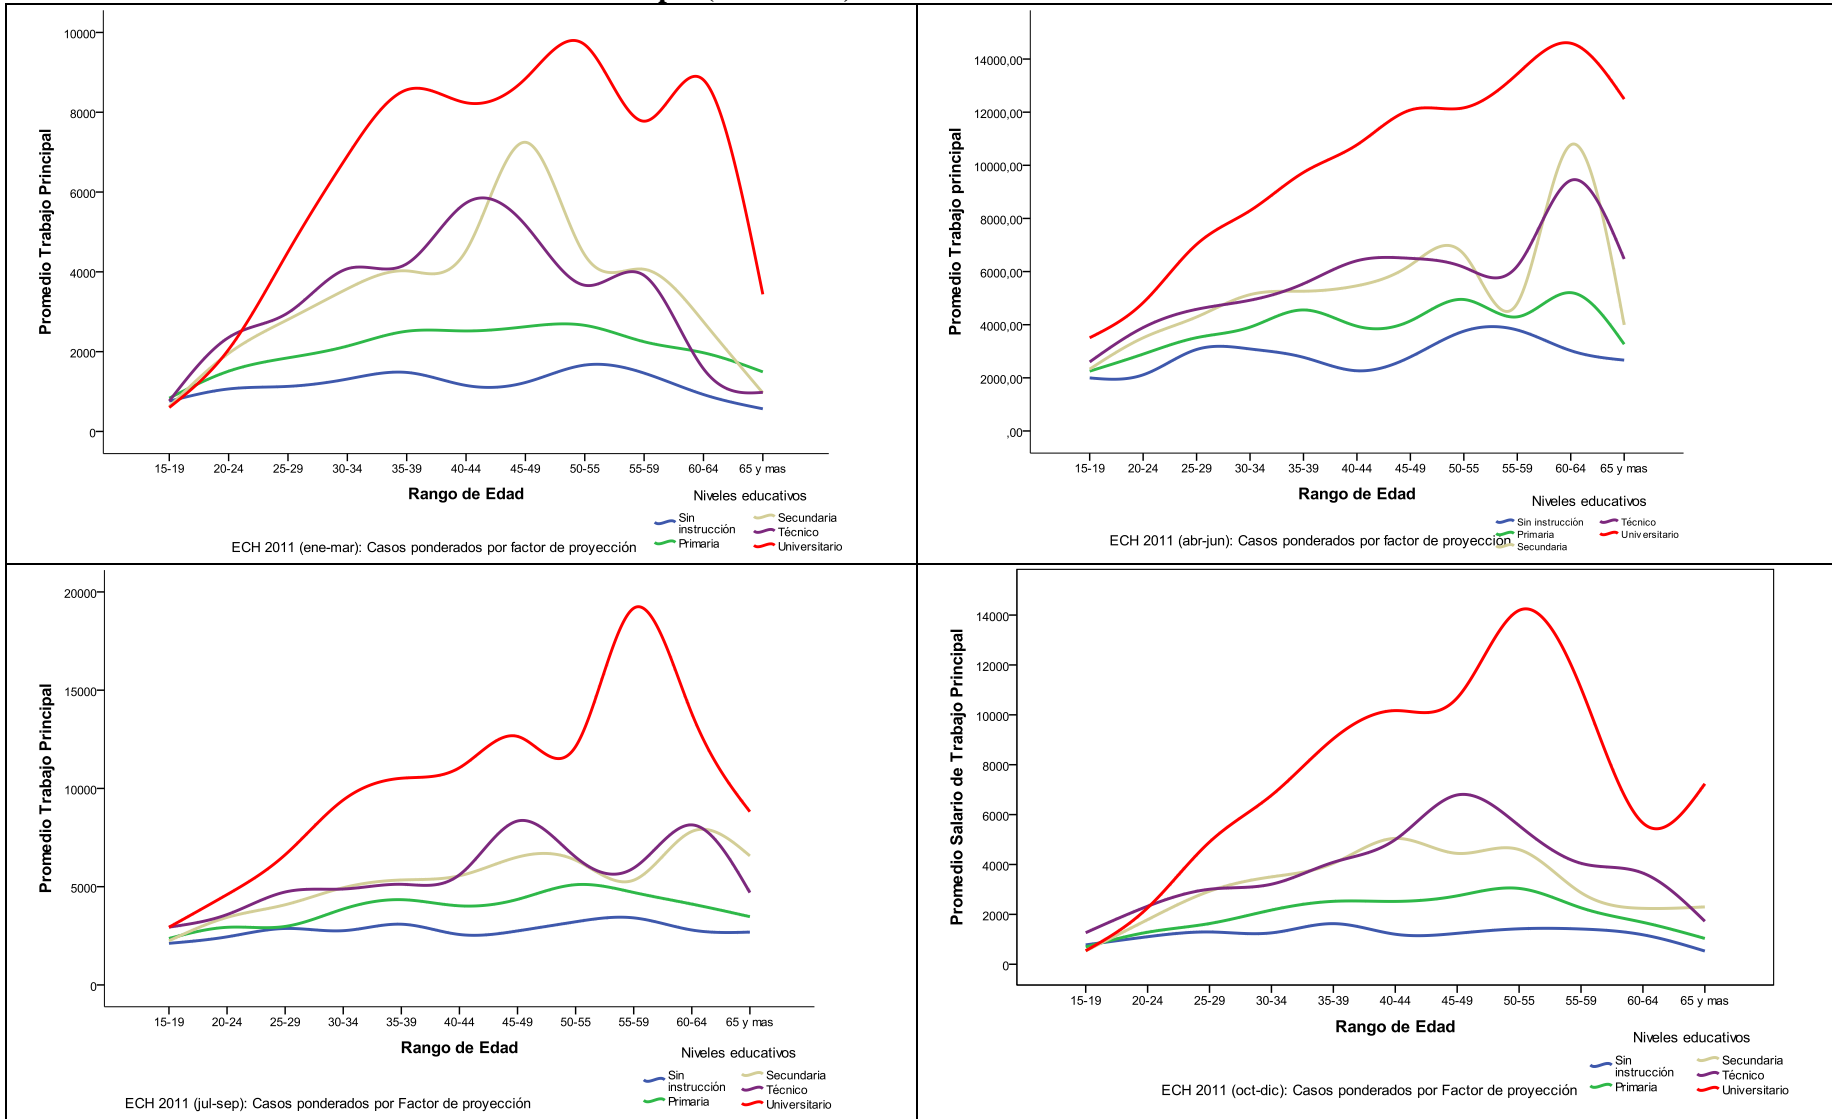 10000
8000
6000
4000
2000
0
Promedio Trabajo Principal
15-19 20-24 25-29 30-34 35-39 40-44 45-49 50-55 55-59 60-64 65 y mas
Rango de Edad
Niveles educativos
Sin instrucción
Primaria
Secundaria
Técnico
Universitario
ECH 2011 (ene-mar): Casos ponderados por factor de proyección
14000,00
12000,00
10000,00
8000,00
6000,00
4000,00
2000,00
,00
Promedio Trabajo principal
15-19 20-24 25-29 30-34 35-39 40-44 45-49 50-55 55-59 60-64 65 y mas
Rango de Edad
Niveles educativos
Sin instrucción
Primaria
Secundaria
Técnico
Universitario
ECH 2011 (abr-jun): Casos ponderados por factor de proyección
20000
15000
10000
5000
0
Promedio Trabajo Principal
15-19 20-24 25-29 30-34 35-39 40-44 45-49 50-55 55-59 60-64 65 y mas
Rango de Edad
Niveles educativos
Sin instrucción
Primaria
Secundaria
Técnico
Universitario
ECH 2011 (jul-sep): Casos ponderados por Factor de proyección
14000
12000
10000
8000
6000
4000
2000
0
Promedio Salario de Trabajo Principal
15-19 20-24 25-29 30-34 35-39 40-44 45-49 50-55 55-59 60-64 65 y mas
Rango de Edad
Niveles educativos
Sin instrucción
Primaria
Secundaria
Técnico
Universitario
ECH 2011 (oct-dic): Casos ponderados por Factor de proyección